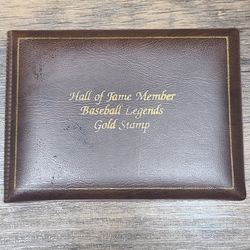 Hall of Fame Member
Baseball Legends
Gold Stamp